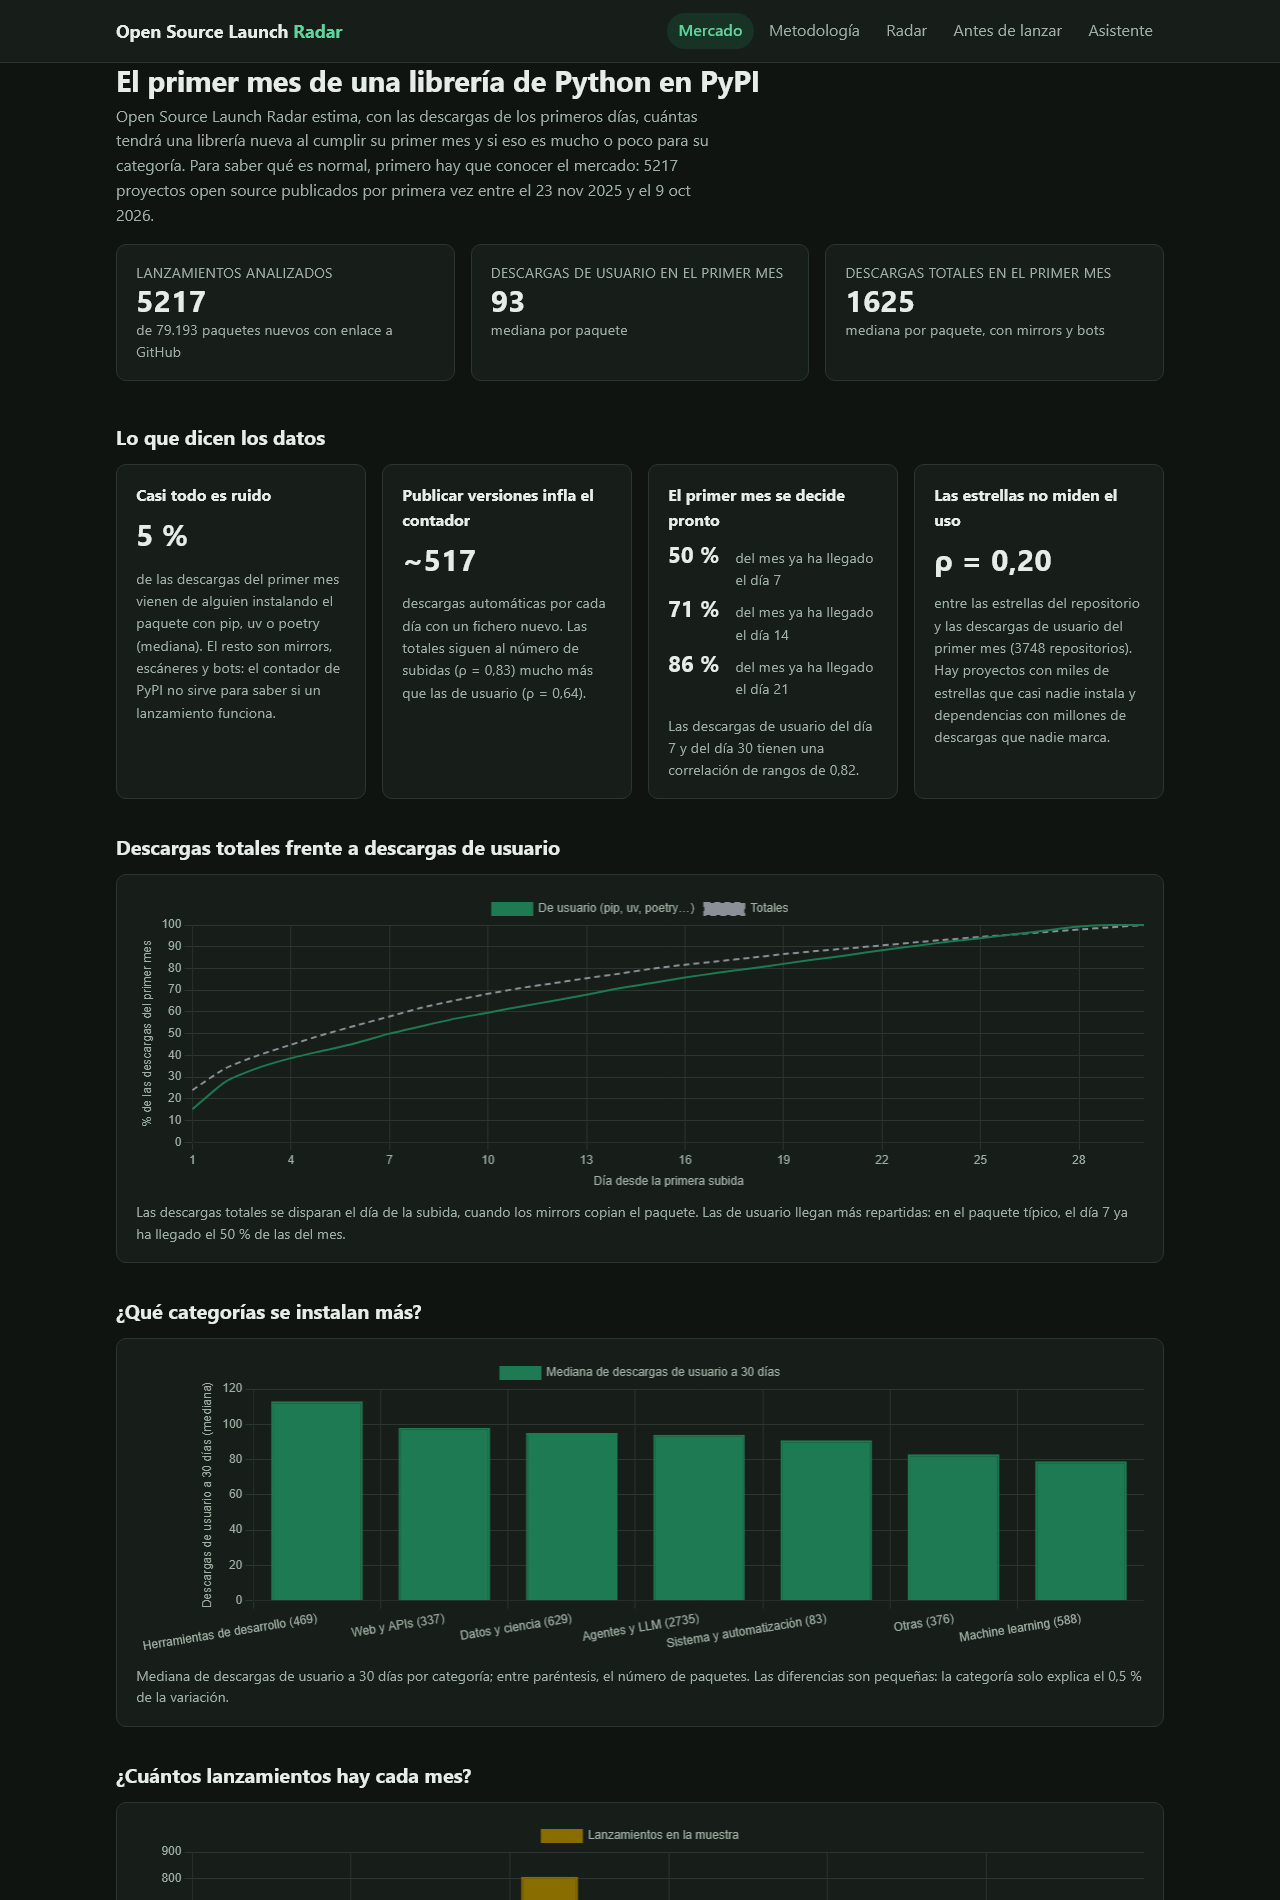 Open Source Launch Radar
Mercado
Metodología
Radar
Antes de lanzar
Asistente
El primer mes de una librería de Python en PyPI
Open Source Launch Radar estima, con las descargas de los primeros días, cuántas
tendrá una librería nueva al cumplir su primer mes y si eso es mucho o poco para su
categoría. Para saber qué es normal, primero hay que conocer el mercado: 5217
proyectos open source publicados por primera vez entre el 23 nov 2025 y el 9 oct
2026.
LANZAMIENTOS ANALIZADOS
5217
de 79.193 paquetes nuevos con enlace a
GitHub
DESCARGAS DE USUARIO EN EL PRIMER MES
93
mediana por paquete
DESCARGAS TOTALES EN EL PRIMER MES
1625
mediana por paquete, con mirrors y bots
Lo que dicen los datos
Casi todo es ruido
5 %
de las descargas del primer mes
vienen de alguien instalando el
paquete con pip, uv o poetry
(mediana). El resto son mirrors,
escáneres y bots: el contador de
PyPI no sirve para saber si un
lanzamiento funciona.
Publicar versiones infla el
contador
~517
descargas automáticas por cada
día con un fichero nuevo. Las
totales siguen al número de
subidas (ρ = 0,83) mucho más
que las de usuario (ρ = 0,64).
El primer mes se decide
pronto
50 % del mes ya ha llegado
el día 7
71 % del mes ya ha llegado
el día 14
86 % del mes ya ha llegado
el día 21
Las descargas de usuario del día
7 y del día 30 tienen una
correlación de rangos de 0,82.
Las estrellas no miden el
uso
ρ = 0,20
entre las estrellas del repositorio
y las descargas de usuario del
primer mes (3748 repositorios).
Hay proyectos con miles de
estrellas que casi nadie instala y
dependencias con millones de
descargas que nadie marca.
Descargas totales frente a descargas de usuario
De usuario (pip, uv, poetry...)
Totales
% de las descargas del primer mes
100
90
80
70
60
50
40
30
20
10
0
1
4
7
10
13
16
19
22
25
28
Día desde la primera subida
Las descargas totales se disparan el día de la subida, cuando los mirrors copian el paquete. Las de usuario llegan más repartidas: en el paquete típico, el día 7 ya
ha llegado el 50 % de las del mes.
¿Qué categorías se instalan más?
Mediana de descargas de usuario a 30 días
Descargas de usuario a 30 días (mediana)
120
100
80
60
40
20
0
Herramientas de desarrollo (469)
Web y APIs (337)
Datos y ciencia (629)
Agentes y LLM (2735)
Sistema y automatización (83)
Otras (376)
Machine learning (588)
Mediana de descargas de usuario a 30 días por categoría; entre paréntesis, el número de paquetes. Las diferencias son pequeñas: la categoría solo explica el 0,5 %
de la variación.
¿Cuántos lanzamientos hay cada mes?
Lanzamientos en la muestra
900
800